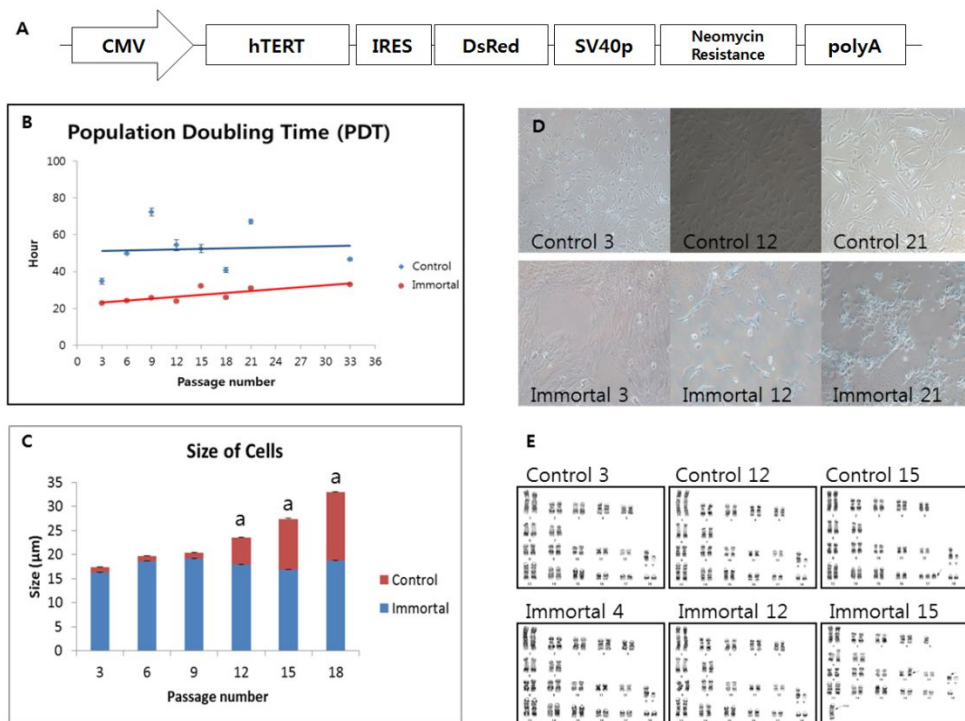 A
CMV hTERT IRES DsRed SV40p Neomycin Resistance polyA
B
Population Doubling Time (PDT)
100
80
60
40
20
0
Hour
0 3 6 9 12 15 18 21 24 27 30 33 36
Passage number
Control
Immortal
C
Size of Cells
35
30
25
20
15
10
5
0
Size (μm)
a a a
3 6 9 12 15 18
Passage number
Control
Immortal
D
Control 3 Control 12 Control 21
Immortal 3 Immortal 12 Immortal 21
E
Control 3 Control 12 Control 15
Immortal 4 Immortal 12 Immortal 15